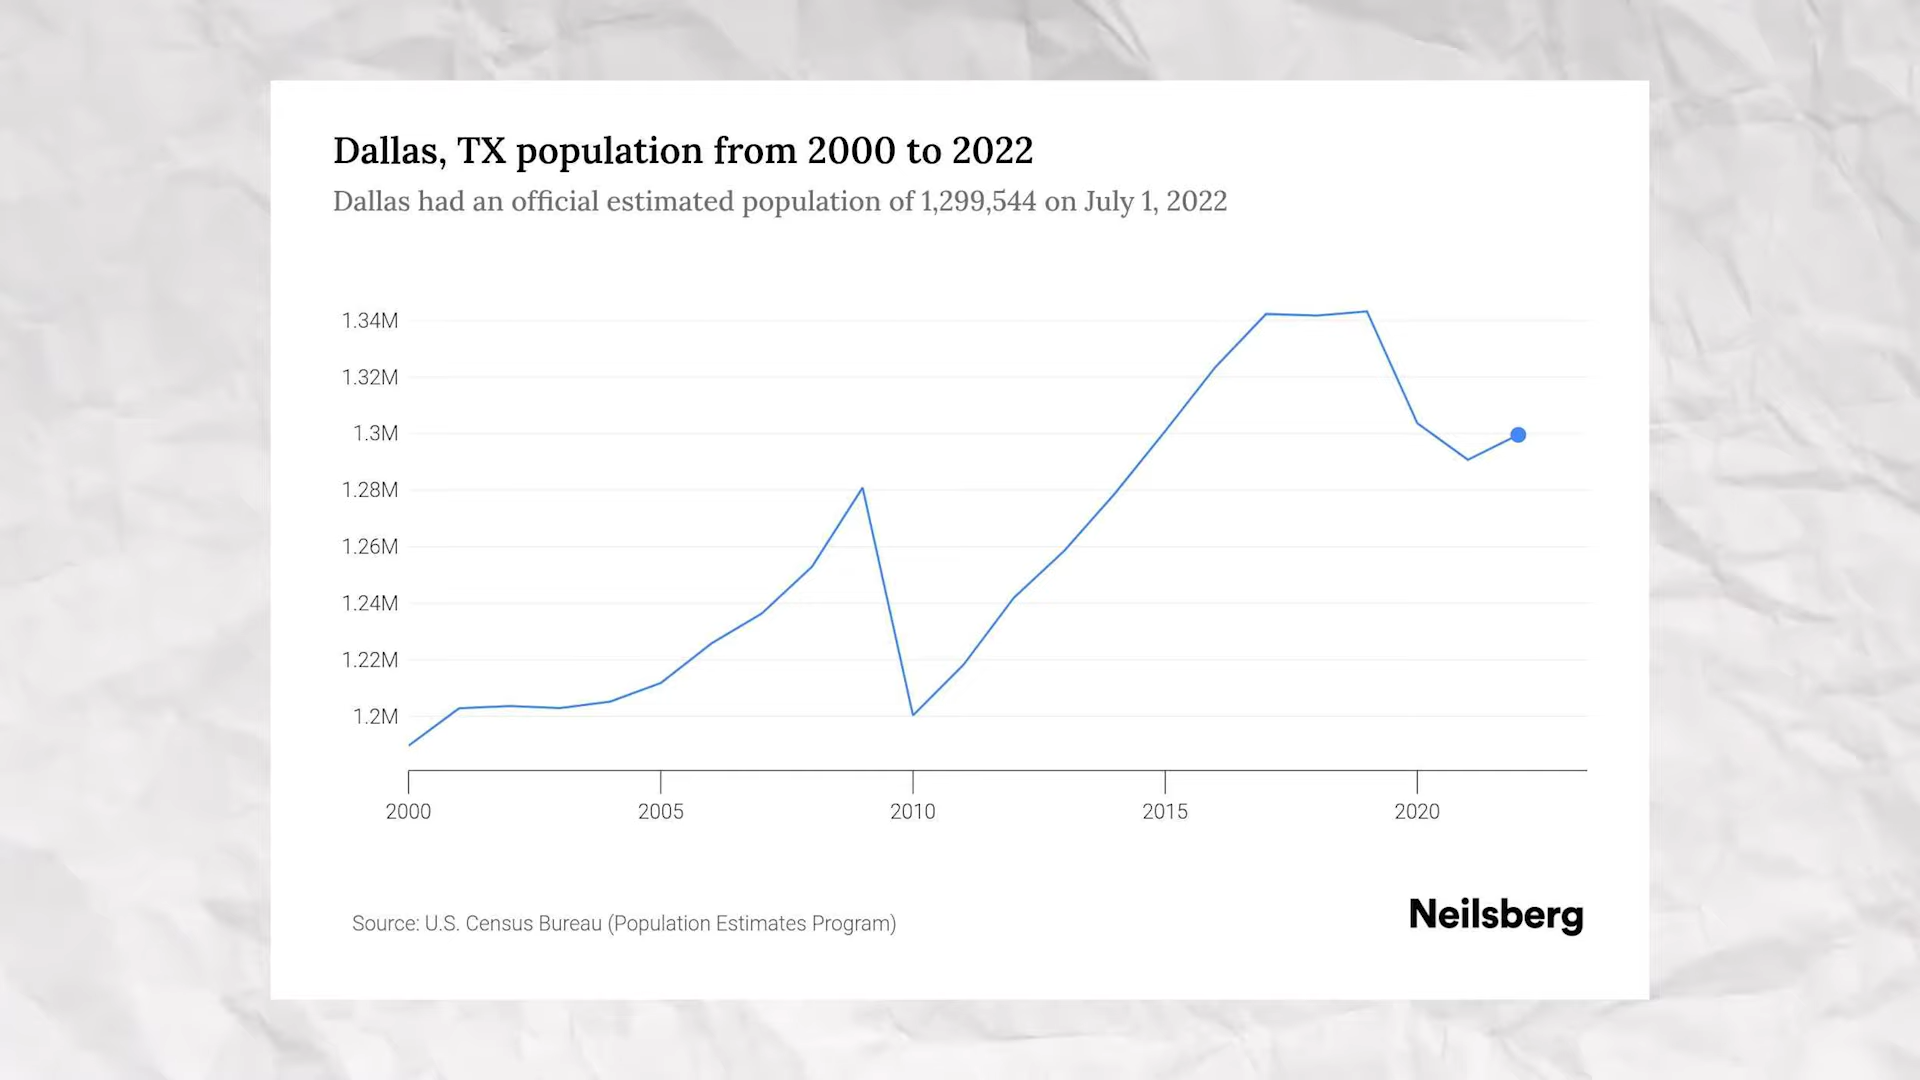 Dallas, TX population from 2000 to 2022
Dallas had an official estimated population of 1,299,544 on July 1, 2022
1.34M
1.32M
1.3M
1.28M
1.26M
1.24M
1.22M
1.2M
2000 2005 2010 2015 2020
Source: U.S. Census Bureau (Population Estimates Program)
Neilsberg